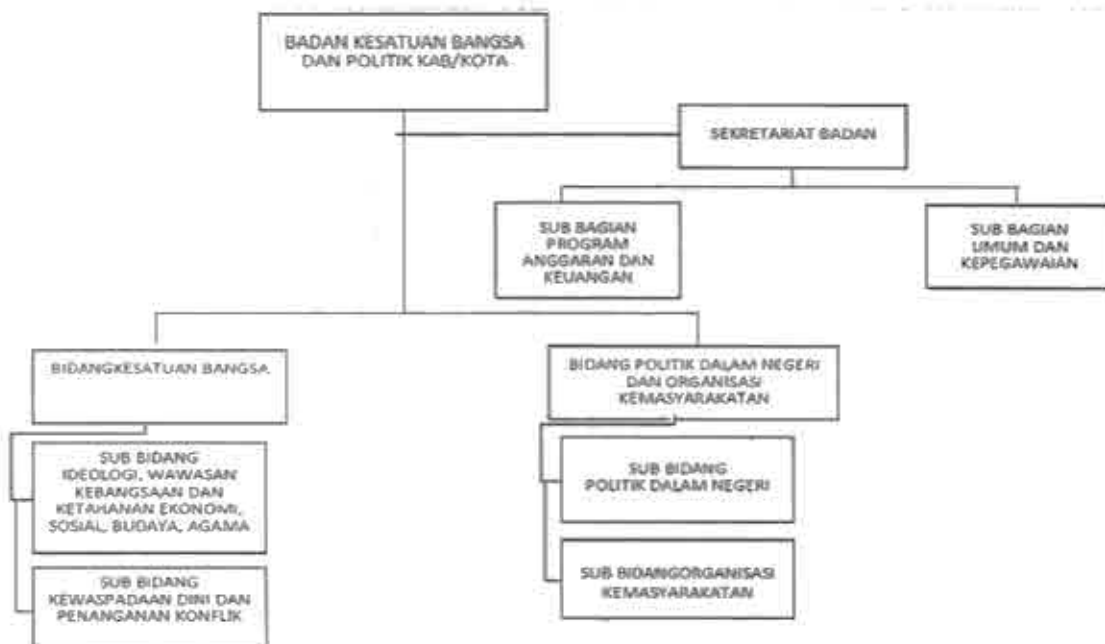 BADAN KESATUAN BANGSA
DAN POLITIK KAB/KOTA
SEKRETARIAT BADAN
SUB BAGIAN
PROGRAM
ANGGARAN DAN
KEUANGAN
SUB BAGIAN
UMUM DAN
KEPEGAWAIAN
BIDANGKESATUAN BANGSA
BIDANG POLITIK DALAM NEGERI
DAN ORGANISASI
KEMASYARAKATAN
SUB BIDANG
IDEOLOGI, WAWASAN
KEBANGSAAN DAN
KETAHANAN EKONOMI,
SOSIAL, BUDAYA, AGAMA
SUB BIDANG
POLITIK DALAM NEGERI
SUB BIDANG
KEWASPADAAN DINI DAN
PENANGANAN KONFLIK
SUB BIDANGORGANISASI
KEMASYARAKATAN